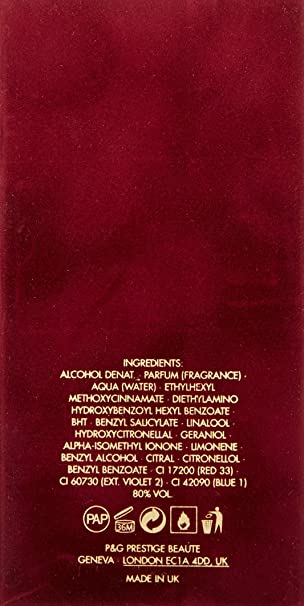 INGREDIENTS:
ALCOHOL DENAT. · PARFUM (FRAGRANCE) ·
AQUA (WATER) · ETHYLHEXYL
METHOXYCINNAMATE · DIETHYLAMINO
HYDROXYBENZOYL HEXYL BENZOATE ·
BHT · BENZYL SALICYLATE · LINALOOL ·
HYDROXYCITRONELLAL · GERANIOL ·
ALPHA-ISOMETHYL IONONE · LIMONENE ·
BENZYL ALCOHOL · CITRAL · CITRONELLOL ·
BENZYL BENZOATE · CI 17200 (RED 33) ·
CI 60730 (EXT. VIOLET 2) · CI 42090 (BLUE 1)
80% VOL.
PAP 36M
P&G PRESTIGE BEAUTE
GENEVA · LONDON EC1A 4DD, UK
MADE IN UK